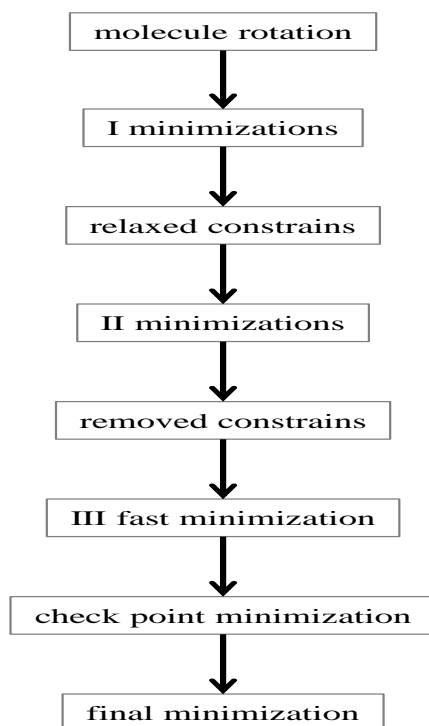 molecule rotation
I minimizations
relaxed constrains
II minimizations
removed constrains
III fast minimization
check point minimization
final minimization